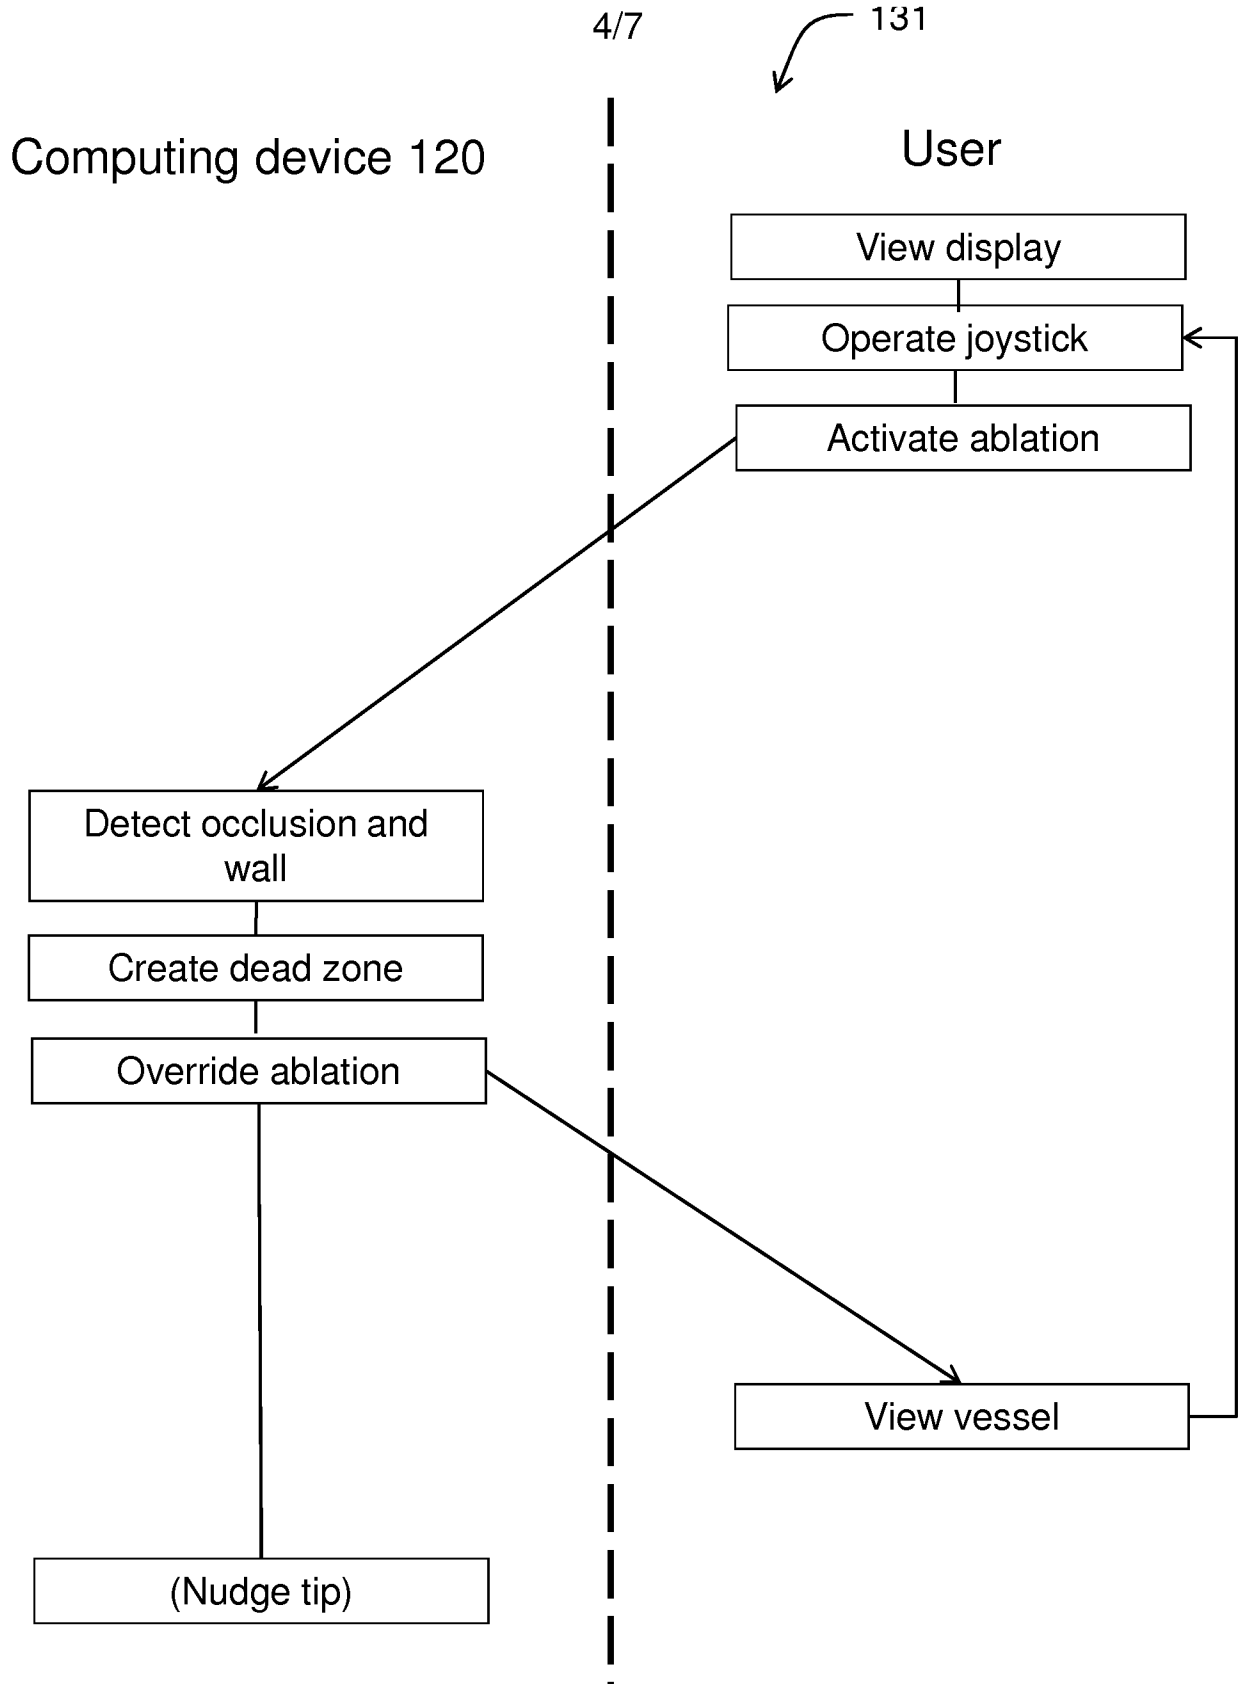 4/7
131
Computing device 120
User
View display
Operate joystick
Activate ablation
Detect occlusion and
wall
Create dead zone
Override ablation
View vessel
(Nudge tip)